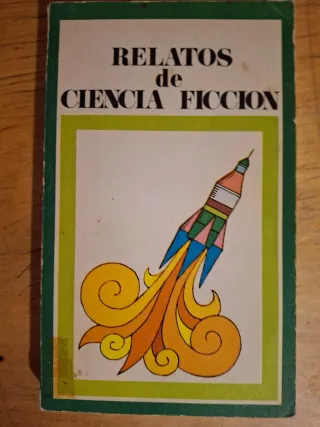 RELATOS
de
CIENCIA FICCION